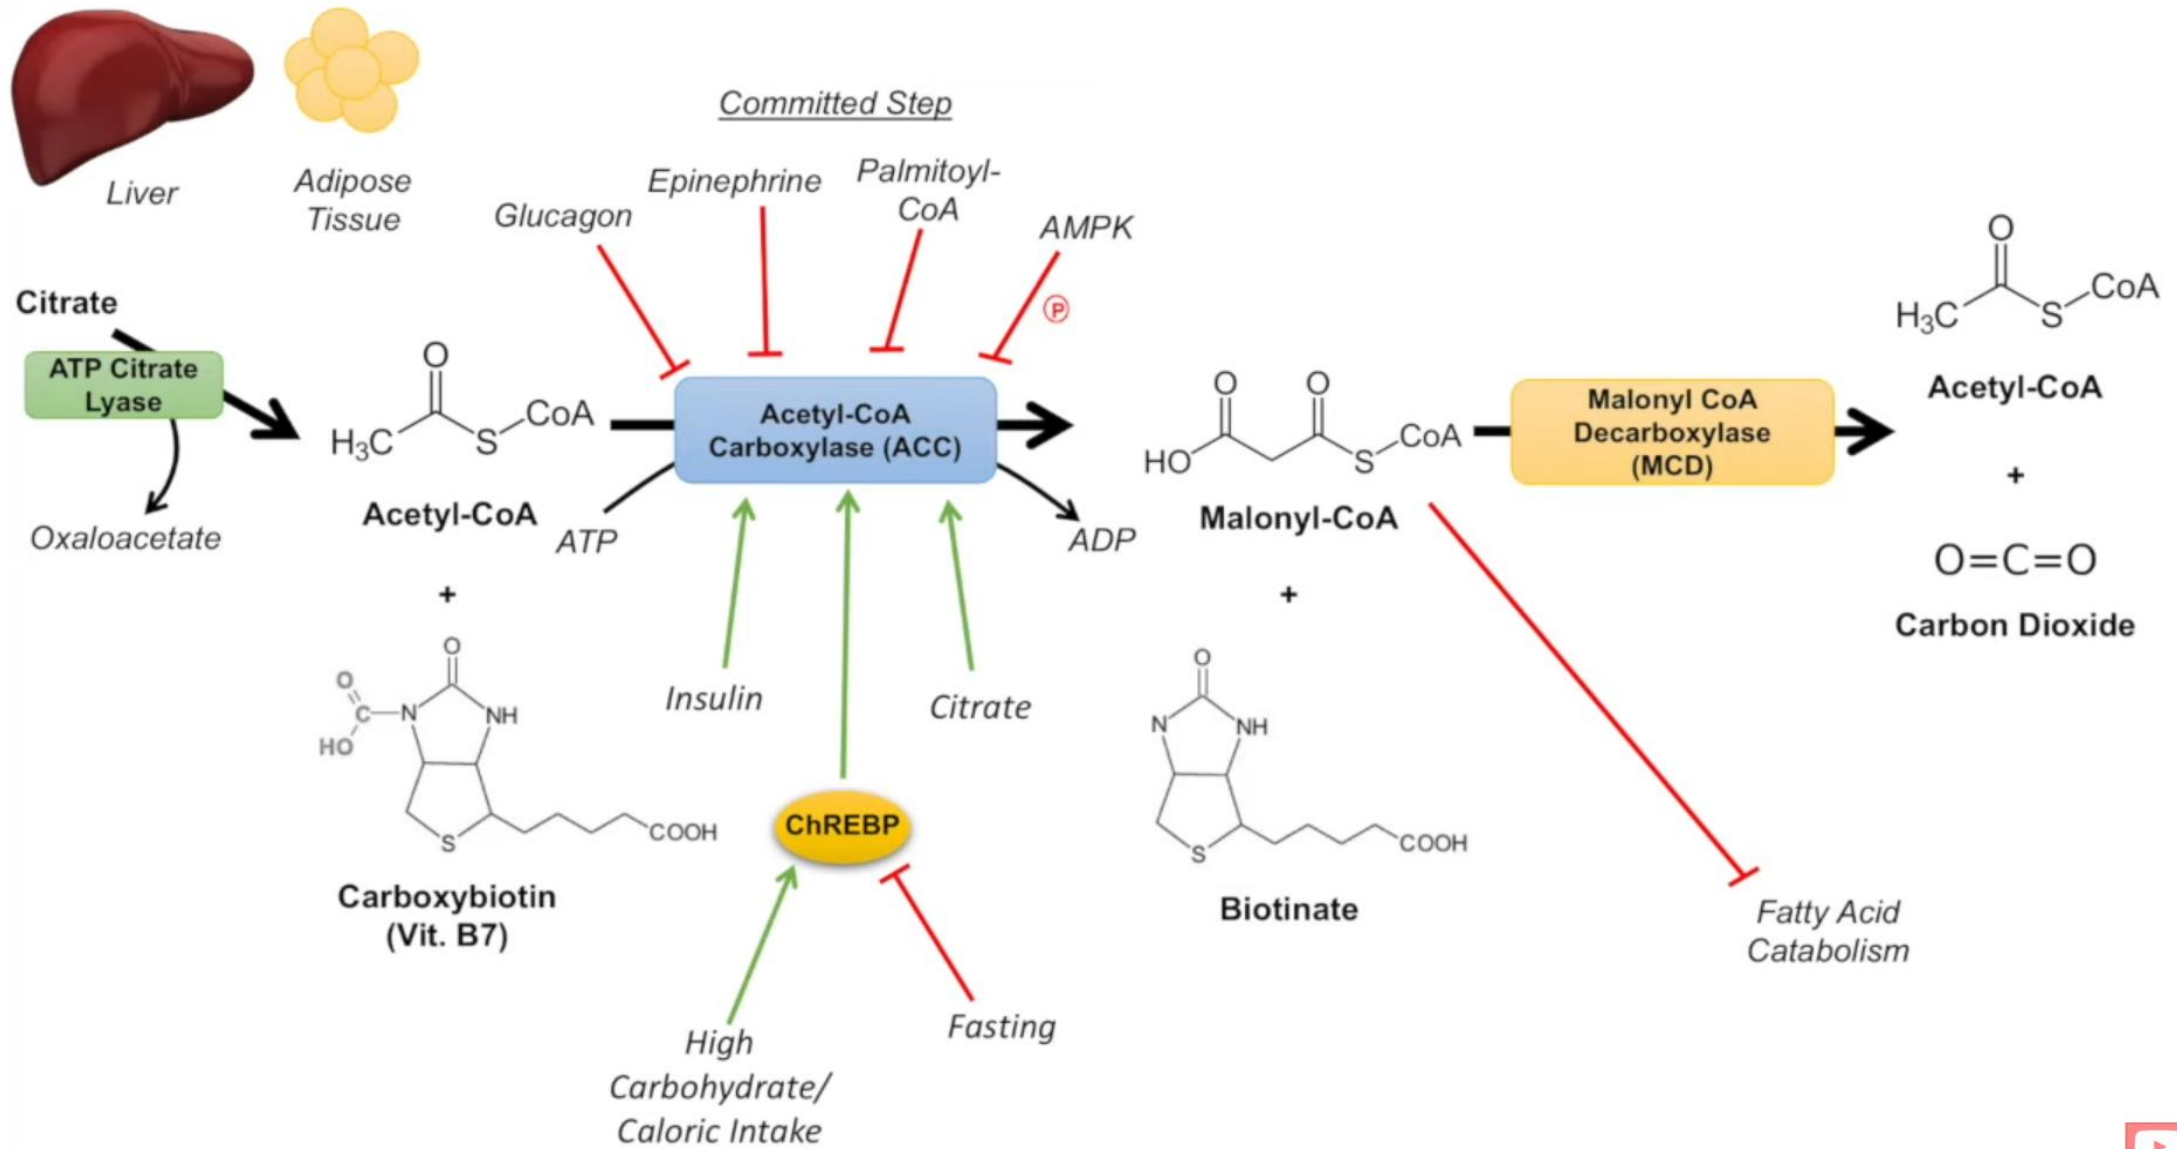 Committed Step
Liver
Adipose
Tissue
Glucagon
Epinephrine
Palmitoyl-
CoA
AMPK
P
Citrate
ATP Citrate
Lyase
Oxaloacetate
O
H3C
S
CoA
Acetyl-CoA
+
ATP
Acetyl-CoA
Carboxylase (ACC)
ADP
O
O
HO
S
CoA
Malonyl-CoA
+
Malonyl CoA
Decarboxylase
(MCD)
O
H3C
S
CoA
Acetyl-CoA
+
O=C=O
Carbon Dioxide
O
O
C
N
NH
HO
S
COOH
Carboxybiotin
(Vit. B7)
Insulin
Citrate
ChREBP
High
Carbohydrate/
Caloric Intake
Fasting
O
N
NH
S
COOH
Biotinate
Fatty Acid
Catabolism